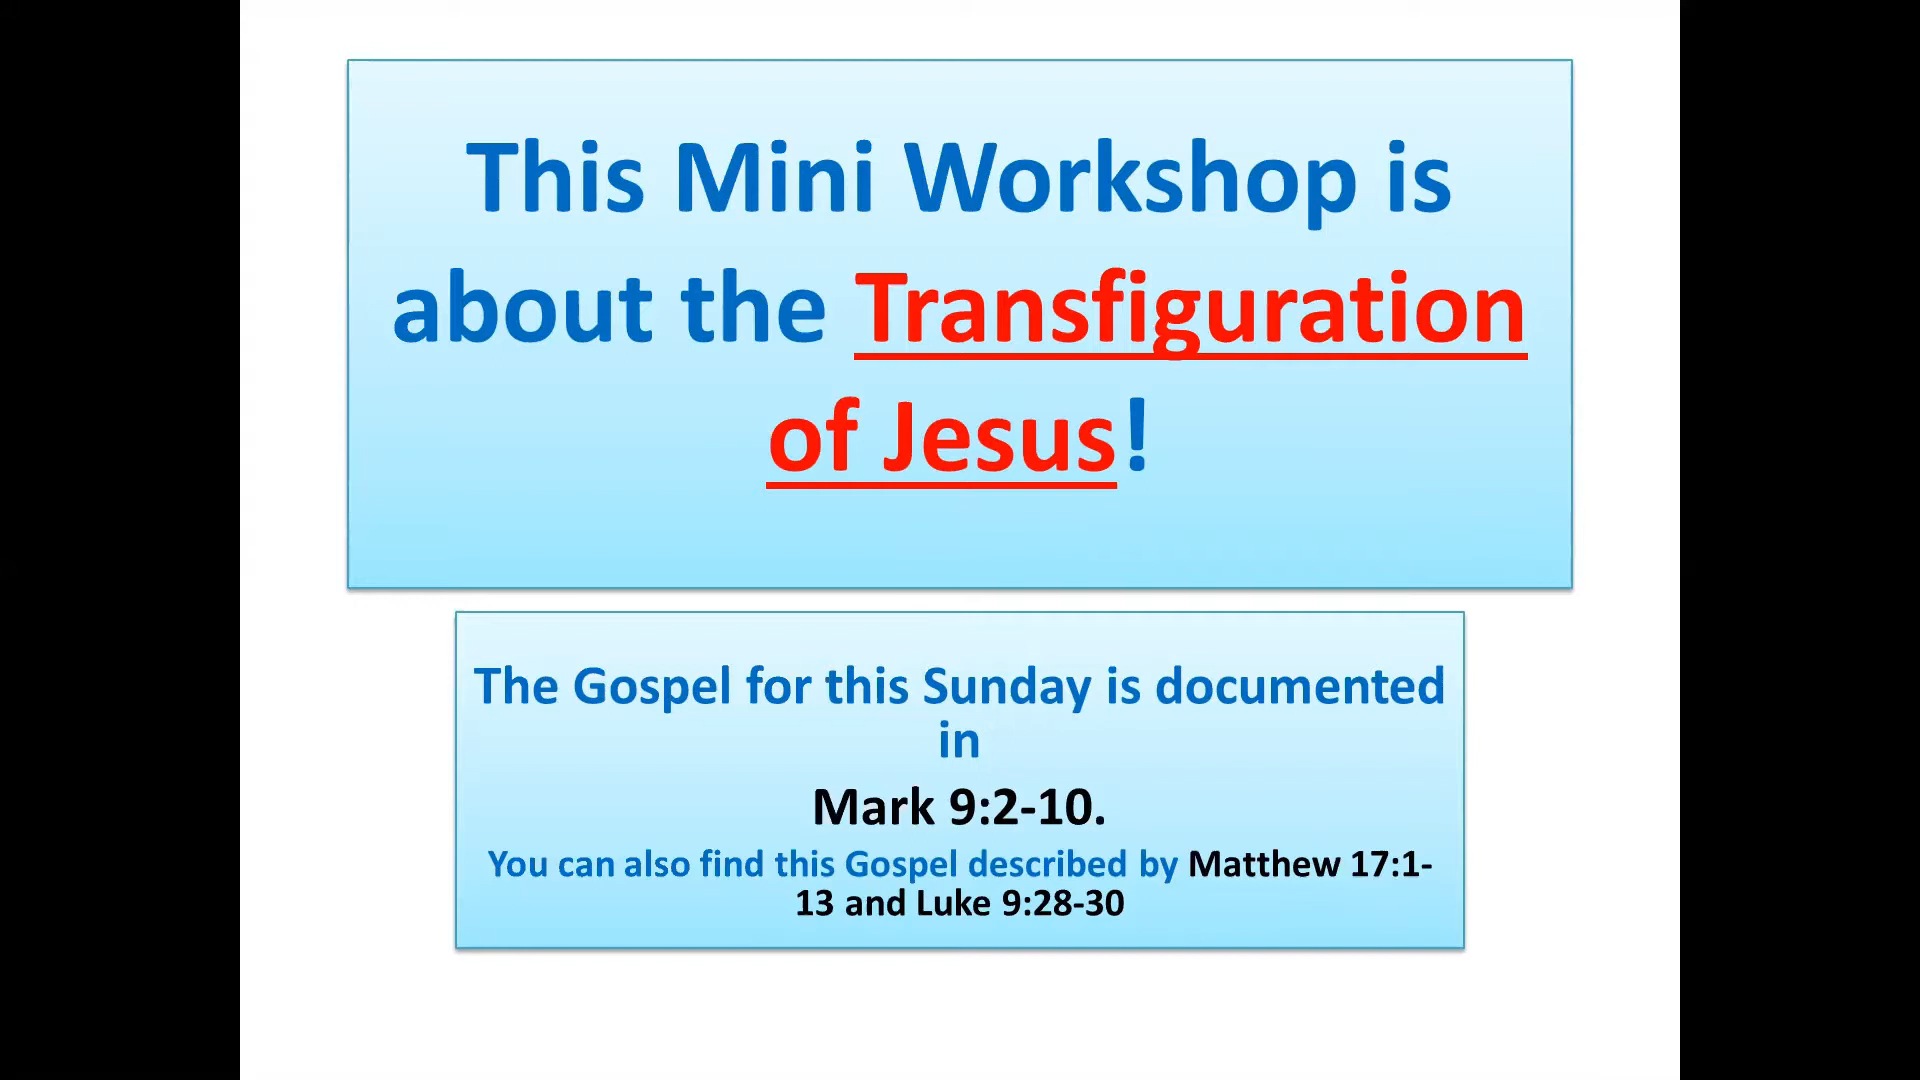 This Mini Workshop is
about the Transfiguration
of Jesus!
The Gospel for this Sunday is documented
in
Mark 9:2-10.
You can also find this Gospel described by Matthew 17:1-
13 and Luke 9:28-30